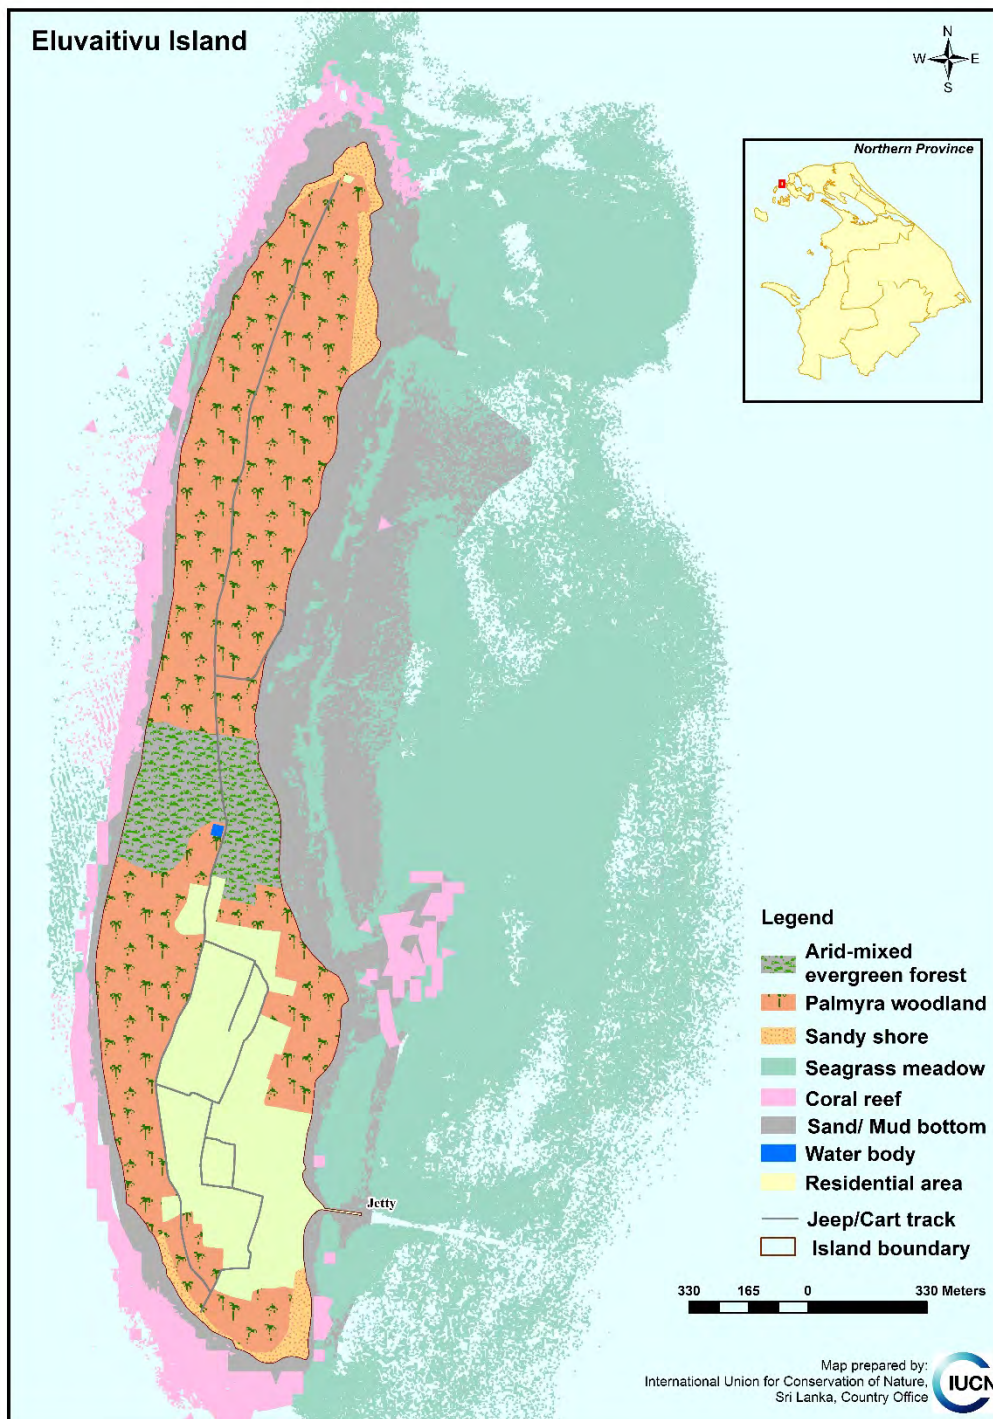 Eluvaitivu Island
N
W E
S
Northern Province
Jetty
Legend
Arid-mixed
evergreen forest
Palmyra woodland
Sandy shore
Seagrass meadow
Coral reef
Sand/ Mud bottom
Water body
Residential area
Jeep/Cart track
Island boundary
330 165 0 330 Meters
Map prepared by:
International Union for Conservation of Nature,
Sri Lanka, Country Office
IUCN